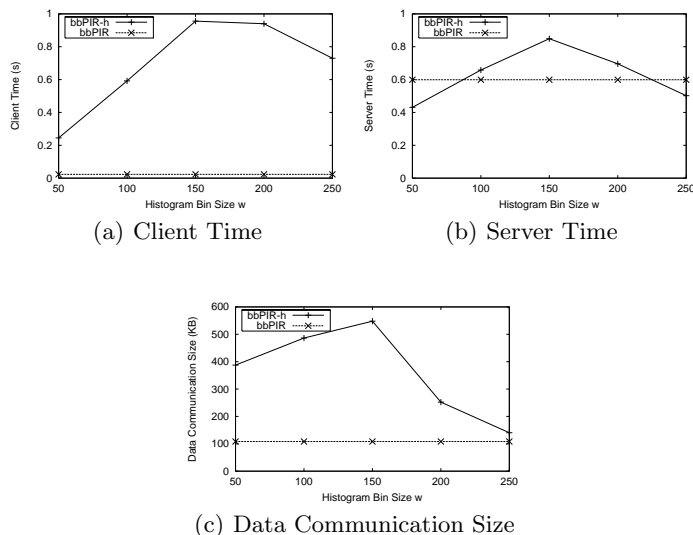 1
0.8
0.6
0.4
0.2
0
50
100
150
200
250
Client Time (s)
Histogram Bin Size w
bbPIR-h
bbPIR
(a) Client Time
1
0.8
0.6
0.4
0.2
0
50
100
150
200
250
Server Time (s)
Histogram Bin Size w
bbPIR-h
bbPIR
(b) Server Time
600
500
400
300
200
100
0
50
100
150
200
250
Data Communication Size (KB)
Histogram Bin Size w
bbPIR-h
bbPIR
(c) Data Communication Size